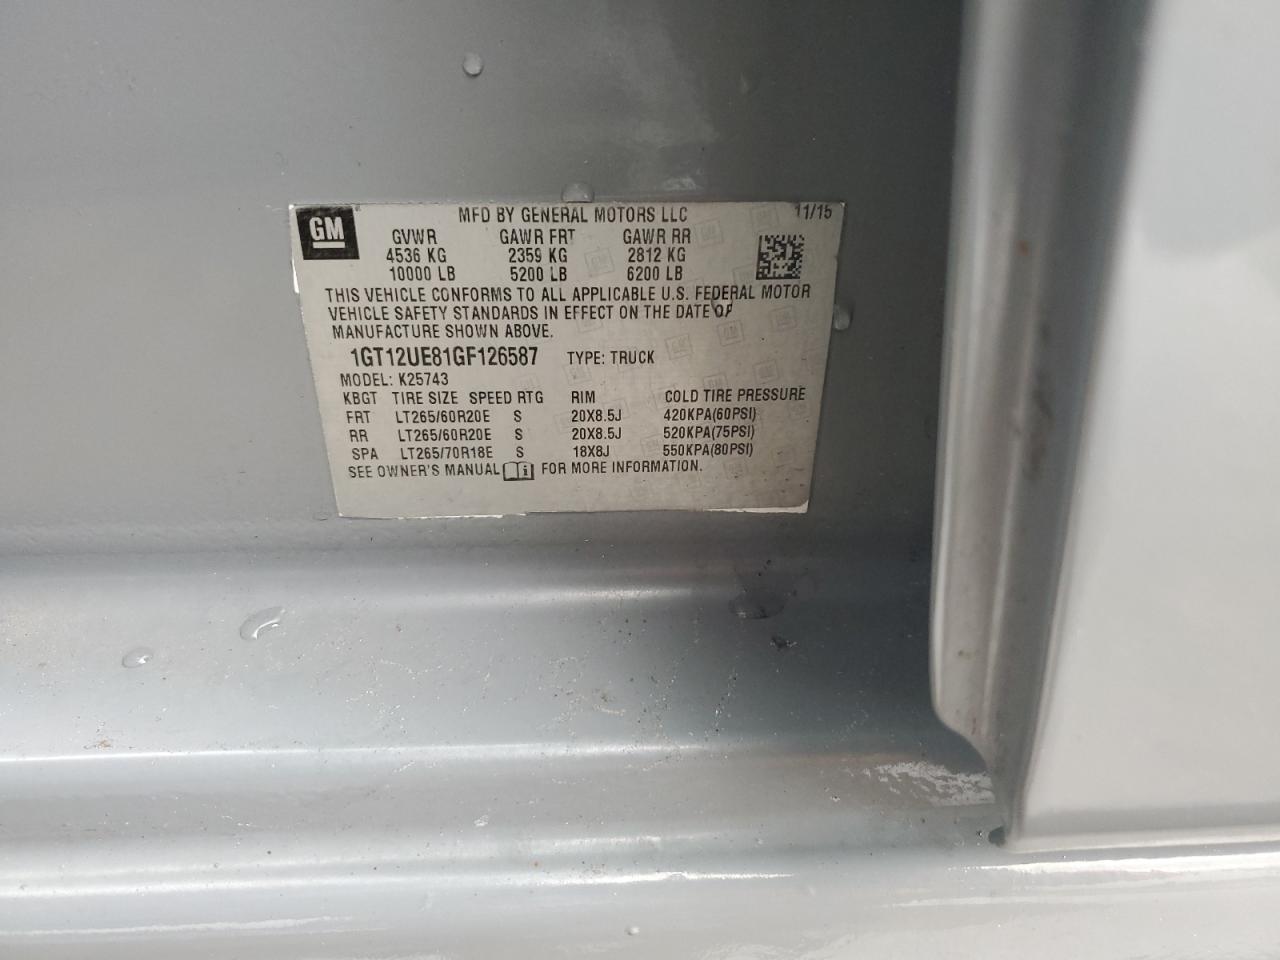 GM MFD BY GENERAL MOTORS LLC 11/15
GVWR GAWR FRT GAWR RR
4536 KG 2359 KG 2812 KG
10000 LB 5200 LB 6200 LB
THIS VEHICLE CONFORMS TO ALL APPLICABLE U.S. FEDERAL MOTOR
VEHICLE SAFETY STANDARDS IN EFFECT ON THE DATE OF
MANUFACTURE SHOWN ABOVE.
1GT12UE81GF126587 TYPE: TRUCK
MODEL: K25743
KBGT TIRE SIZE SPEED RTG RIM COLD TIRE PRESSURE
FRT LT265/60R20E S 20X8.5J 420KPA(60PSI)
RR LT265/60R20E S 20X8.5J 520KPA(75PSI)
SPA LT265/70R18E S 18X8J 550KPA(80PSI)
SEE OWNER'S MANUAL i FOR MORE INFORMATION.